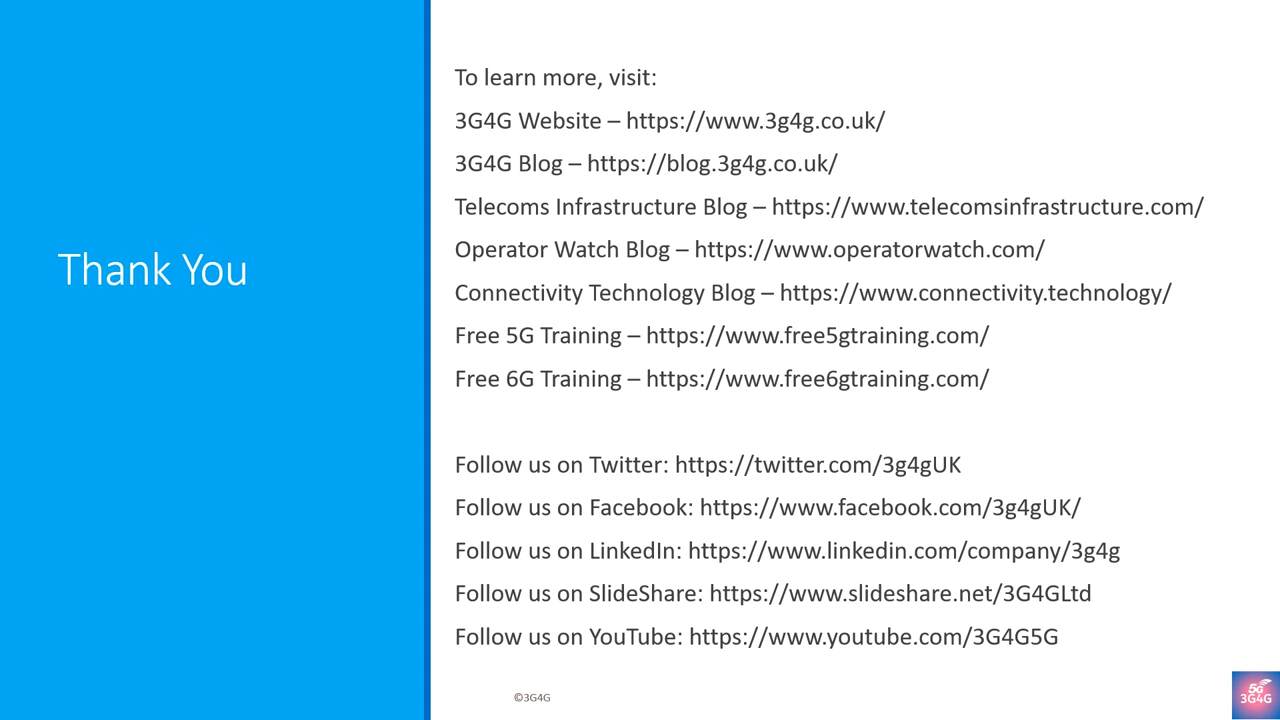 Thank You
To learn more, visit:
3G4G Website – https://www.3g4g.co.uk/
3G4G Blog – https://blog.3g4g.co.uk/
Telecoms Infrastructure Blog – https://www.telecomsinfrastructure.com/
Operator Watch Blog – https://www.operatorwatch.com/
Connectivity Technology Blog – https://www.connectivity.technology/
Free 5G Training – https://www.free5gtraining.com/
Free 6G Training – https://www.free6gtraining.com/
Follow us on Twitter: https://twitter.com/3g4gUK
Follow us on Facebook: https://www.facebook.com/3g4gUK/
Follow us on LinkedIn: https://www.linkedin.com/company/3g4g
Follow us on SlideShare: https://www.slideshare.net/3G4GLtd
Follow us on YouTube: https://www.youtube.com/3G4G5G
©3G4G
5G
3G4G